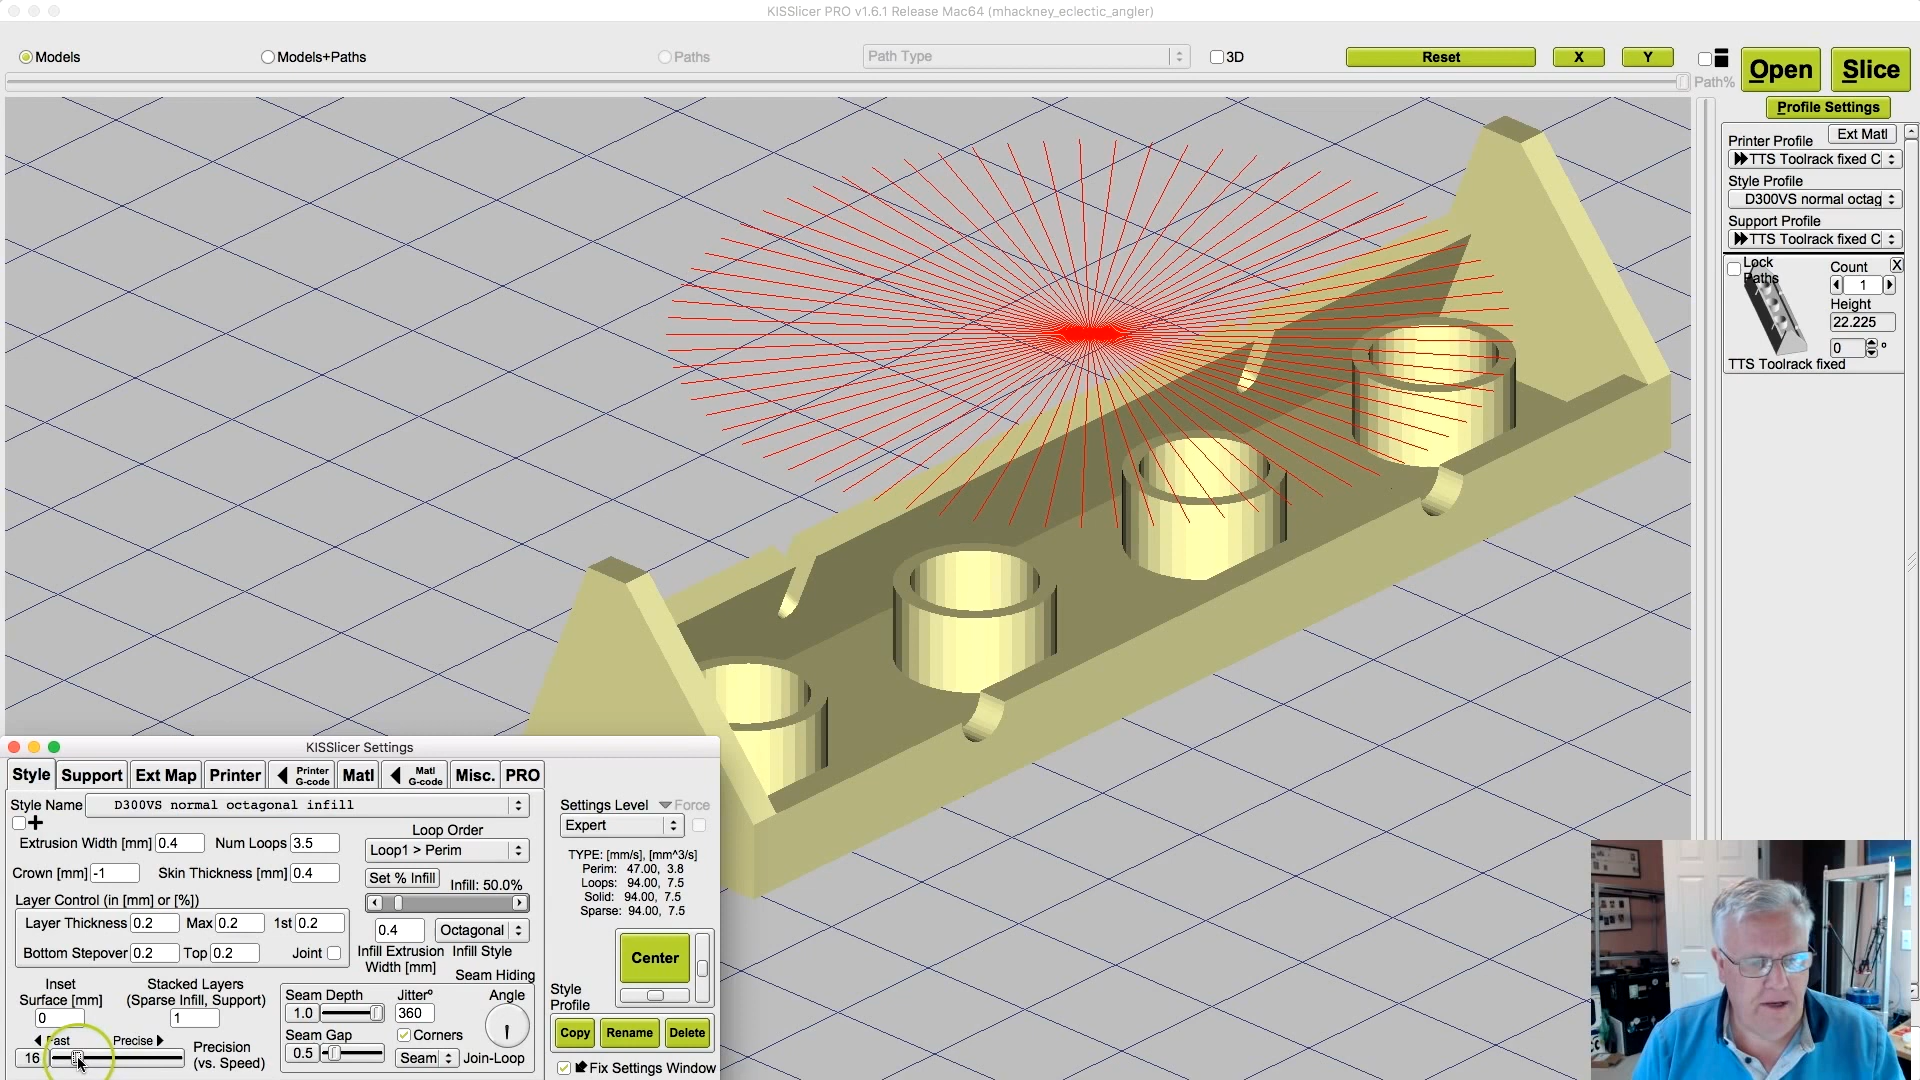 KISSlicer PRO v1.6.1 Release Mac64 (mhackney_eclectic_angler)
Models
Models+Paths
Paths
Path Type
3D
Reset
X
Y
Open
Slice
Path%
Profile Settings
Printer Profile
Ext Matl
TTS Toolrack fixed C
Style Profile
D300VS normal octag
Support Profile
TTS Toolrack fixed C
Lock Paths
Count
X
1
Height
22.225
0 °
TTS Toolrack fixed
KISSlicer Settings
Style Support Ext Map Printer Printer G-code Matl Matl G-code Misc. PRO
Style Name D300VS normal octagonal infill
Extrusion Width [mm] 0.4 Num Loops 3.5
Crown [mm] -1 Skin Thickness [mm] 0.4
Layer Control (in [mm] or [%])
Layer Thickness 0.2 Max 0.2 1st 0.2
Bottom Stepover 0.2 Top 0.2 Joint
Inset Surface [mm]
0
Stacked Layers
(Sparse Infill, Support)
1
Fast Precise
16
Precision
(vs. Speed)
Loop Order
Loop1 > Perim
Set % Infill Infill: 50.0%
0.4 Octagonal
Infill Extrusion Width [mm]
Infill Style
Seam Hiding
Seam Depth Jitterº Angle
1.0 360
Seam Gap Corners
0.5 Seam Join-Loop
Settings Level Force
Expert
TYPE: [mm/s], [mm^3/s]
Perim: 47.00, 3.8
Loops: 94.00, 7.5
Solid: 94.00, 7.5
Sparse: 94.00, 7.5
Center
Style
Profile
Copy Rename Delete
Fix Settings Window